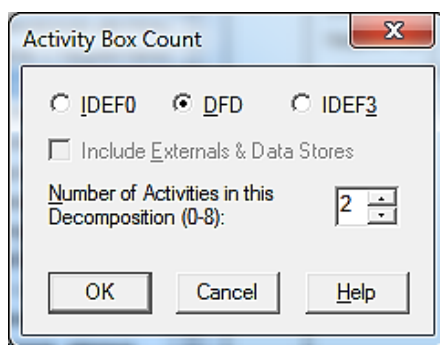 Activity Box Count
IDEF0 DFD IDEF3
Include Externals & Data Stores
Number of Activities in this
Decomposition (0-8):
2
OK Cancel Help